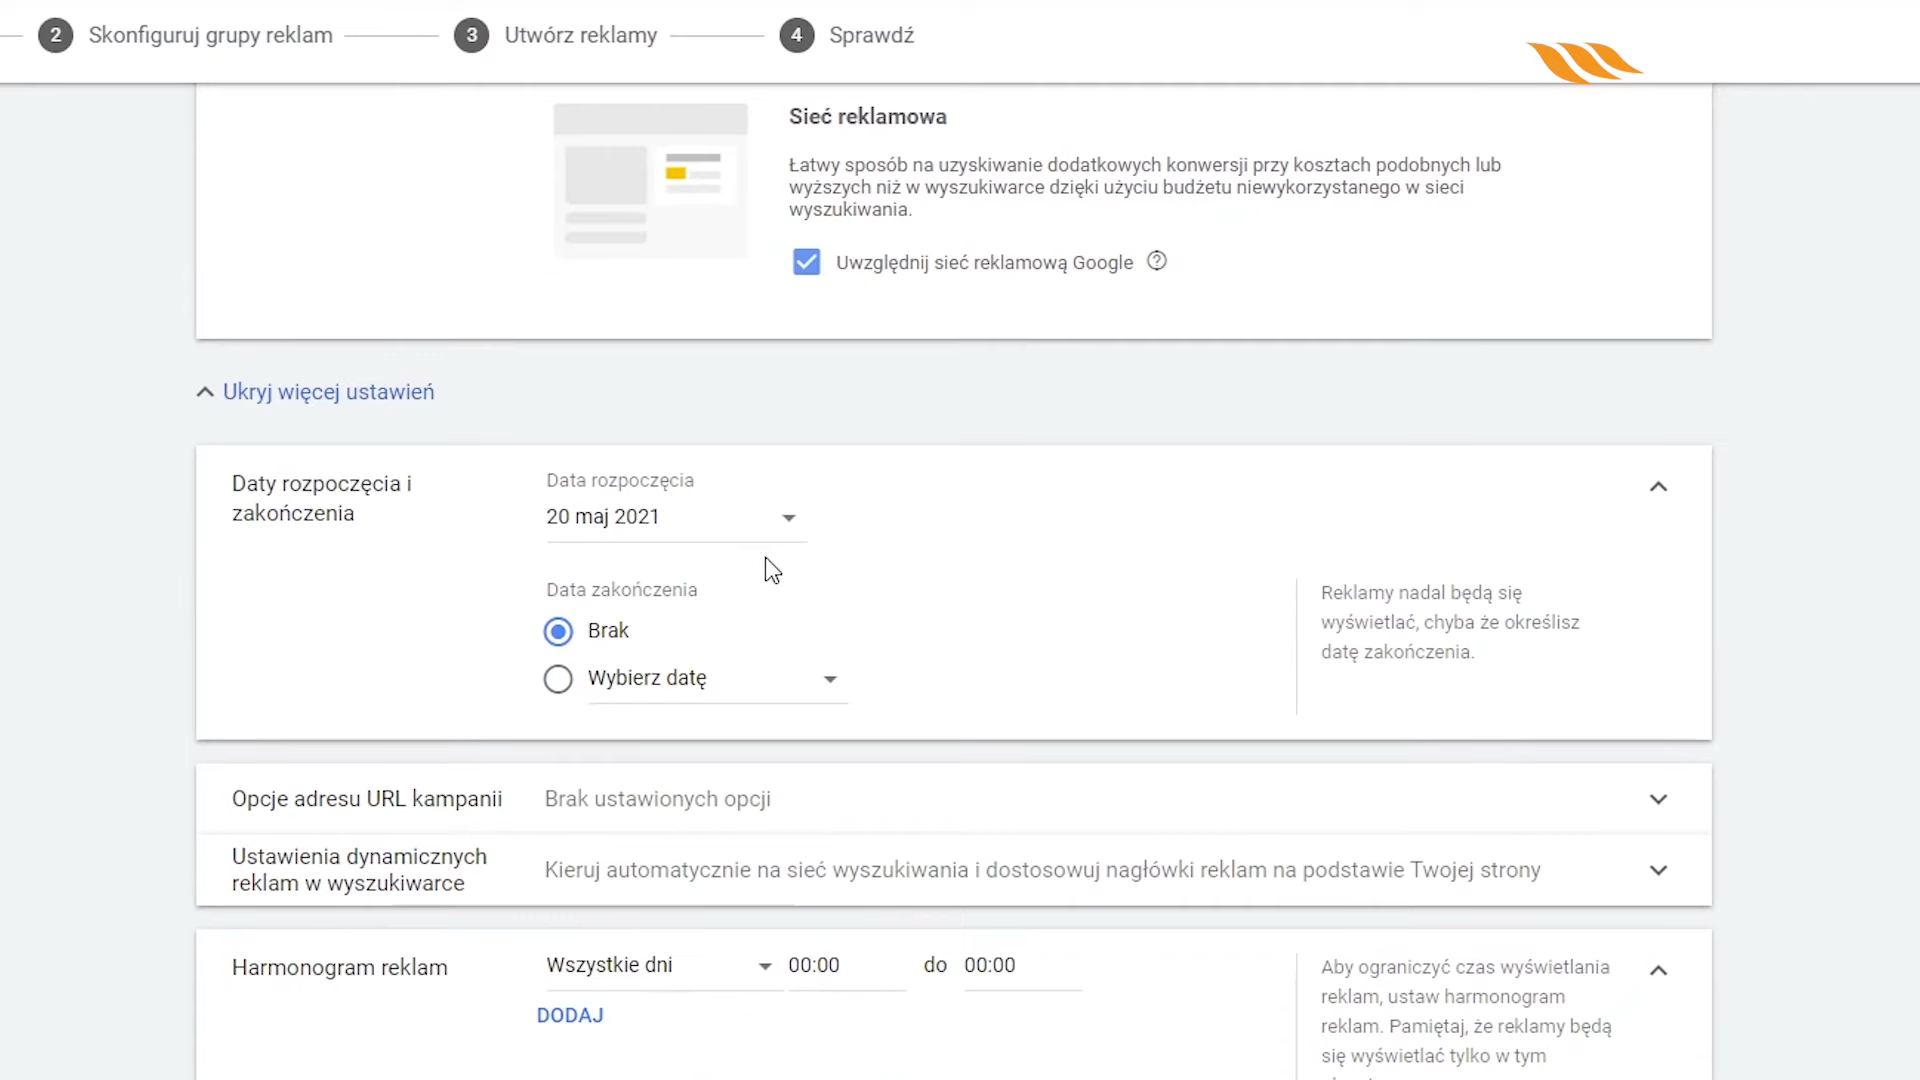 2 Skonfiguruj grupy reklam 3 Utwórz reklamy 4 Sprawdź
Sieć reklamowa
Łatwy sposób na uzyskiwanie dodatkowych konwersji przy kosztach podobnych lub
wyższych niż w wyszukiwarce dzięki użyciu budżetu niewykorzystanego w sieci
wyszukiwania.
Uwzględnij sieć reklamową Google
Ukryj więcej ustawień
Daty rozpoczęcia i
zakończenia
Data rozpoczęcia
20 maj 2021
Data zakończenia
Brak
Wybierz datę
Reklamy nadal będą się
wyświetlać, chyba że określisz
datę zakończenia.
Opcje adresu URL kampanii Brak ustawionych opcji
Ustawienia dynamicznych
reklam w wyszukiwarce
Kieruj automatycznie na sieć wyszukiwania i dostosowuj nagłówki reklam na podstawie Twojej strony
Harmonogram reklam
Wszystkie dni 00:00 do 00:00
DODAJ
Aby ograniczyć czas wyświetlania
reklam, ustaw harmonogram
reklam. Pamiętaj, że reklamy będą
się wyświetlać tylko w tym